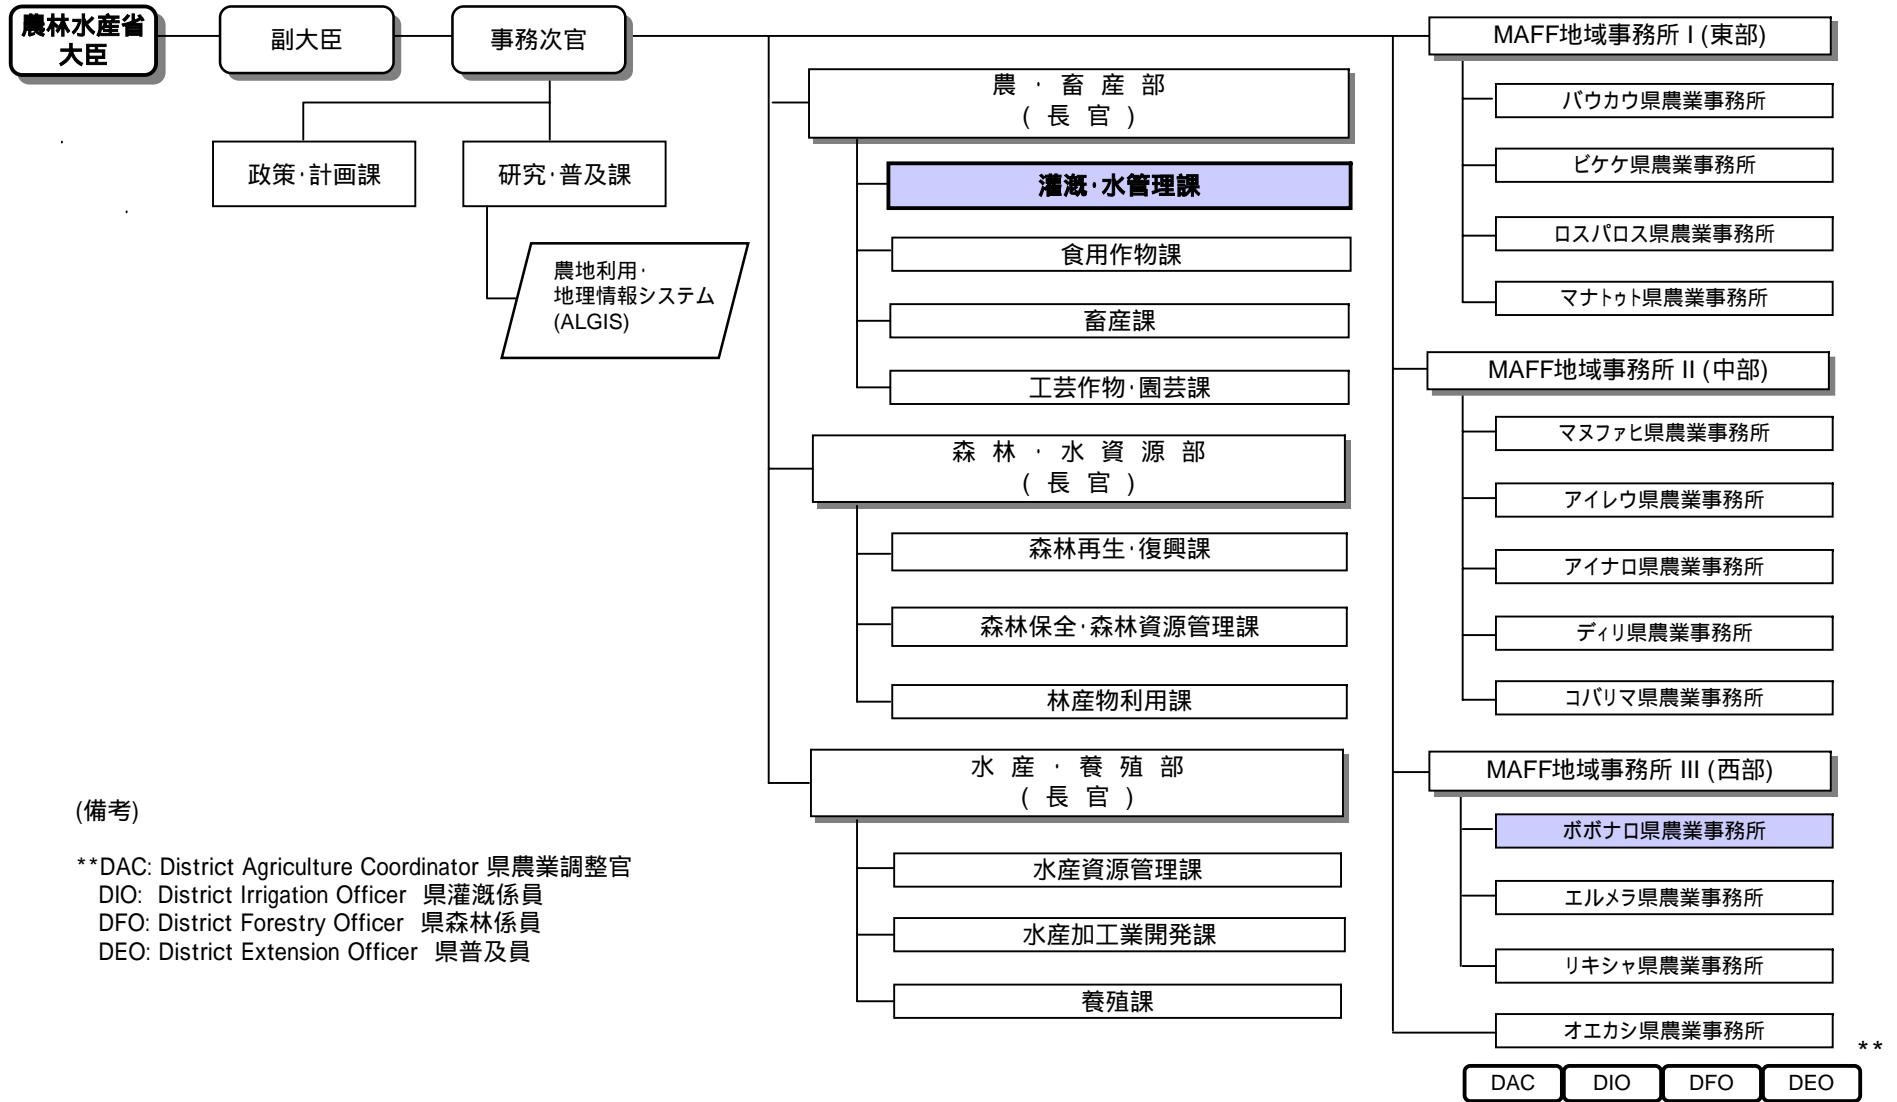 農林水産省
大臣
副大臣
事務次官
政策・計画課
研究・普及課
農地利用・
地理情報システム
(ALGIS)
農・畜産部
(長官)
灌漑・水管理課
食用作物課
畜産課
工芸作物・園芸課
森林・水資源部
(長官)
森林再生・復興課
森林保全・森林資源管理課
林産物利用課
水産・養殖部
(長官)
水産資源管理課
水産加工業開発課
養殖課
MAFF地域事務所 I (東部)
バウカウ県農業事務所
ビケケ県農業事務所
ロスパロス県農業事務所
マナトゥト県農業事務所
MAFF地域事務所 II (中部)
マヌファヒ県農業事務所
アイレウ県農業事務所
アイナロ県農業事務所
ディリ県農業事務所
コバリマ県農業事務所
MAFF地域事務所 III (西部)
ボボナロ県農業事務所
エルメラ県農業事務所
リキシャ県農業事務所
オエカシ県農業事務所
**
DAC DIO DFO DEO
(備考)
**DAC: District Agriculture Coordinator 県農業調整官
DIO: District Irrigation Officer 県灌漑係員
DFO: District Forestry Officer 県森林係員
DEO: District Extension Officer 県普及員